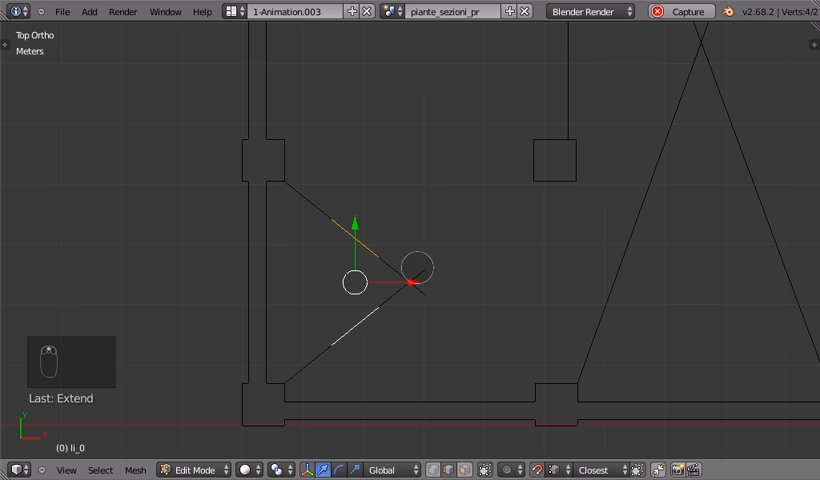 File Add Render Window Help 1-Animation.003 piante_sezioni_pr Blender Render Capture v2.68.2 | Verts:4/2
Top Ortho
Meters
Last: Extend
y
x
(0) li_0
View Select Mesh Edit Mode Global Closest